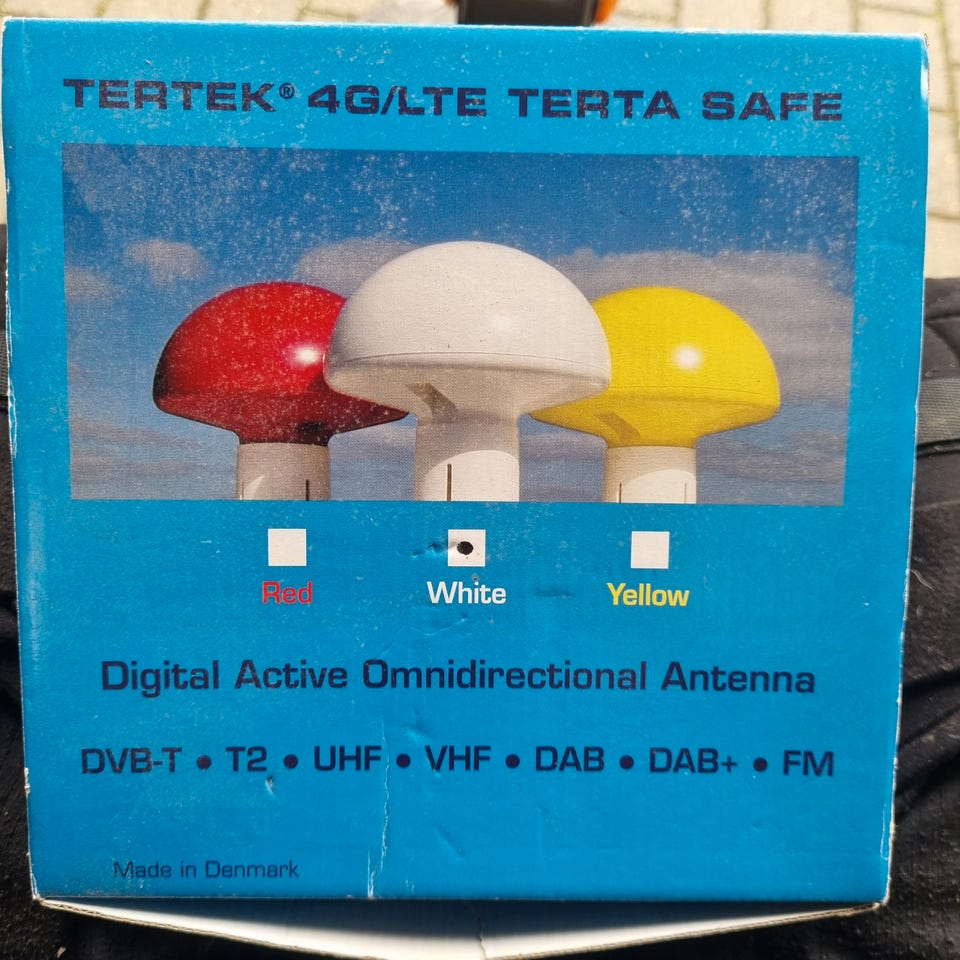 TERTEK® 4G/LTE TERTA SAFE
Red White Yellow
Digital Active Omnidirectional Antenna
DVB-T • T2 • UHF • VHF • DAB • DAB+ • FM
Made in Denmark